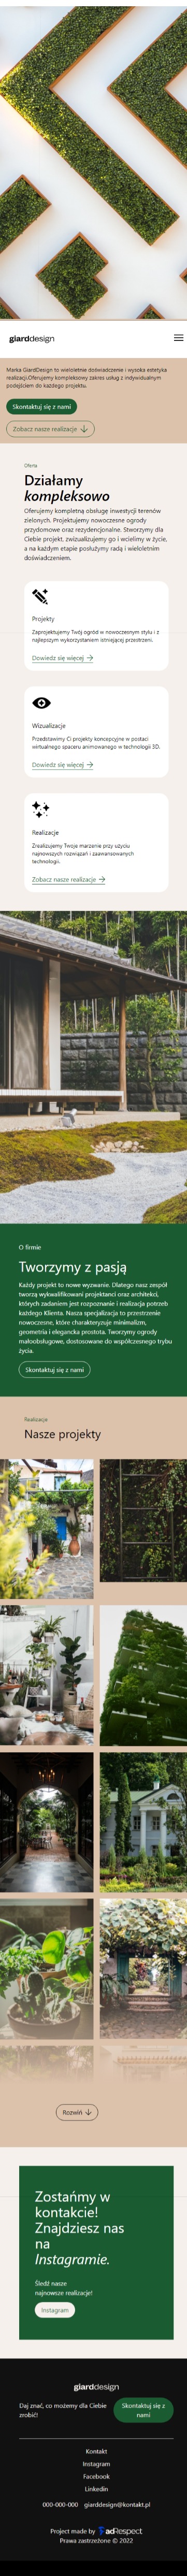 giarddesign
Marka GiardDesign to wieloletnie doświadczenie i wysoka estetyka
realizacji.Oferujemy kompleksowy zakres usług z indywidualnym
podejściem do każdego projektu.
Skontaktuj się z nami
Zobacz nasze realizacje
Oferta
Działamy
kompleksowo
Oferujemy kompletną obsługę inwestycji terenów
zielonych. Projektujemy nowoczesne ogrody
przydomowe oraz rezydencjonalne. Stworzymy dla
Ciebie projekt, zwizualizujemy go i wcielimy w życie,
a na każdym etapie posłużymy radą i wieloletnim
doświadczeniem.
Projekty
Zaprojektujemy Twój ogród w nowoczesnym stylu i z
najlepszym wykorzystaniem istniejącej przestrzeni.
Dowiedz się więcej
Wizualizacje
Przedstawimy Ci projekty koncepcyjne w postaci
wirtualnego spaceru animowanego w technologii 3D.
Dowiedz się więcej
Realizacje
Zrealizujemy Twoje marzenie przy użyciu
najnowszych rozwiązań i zaawansowanych
technologii.
Zobacz nasze realizacje
O firmie
Tworzymy z pasją
Każdy projekt to nowe wyzwanie. Dlatego nasz zespół
tworzą wykwalifikowani projektanci oraz architekci,
których zadaniem jest rozpoznanie i realizacja potrzeb
każdego Klienta. Nasza specjalizacja to przestrzenie
nowoczesne, które charakteryzuje minimalizm,
geometria i elegancka prostota. Tworzymy ogrody
małoobsługowe, dostosowane do współczesnego trybu
życia.
Skontaktuj się z nami
Realizacje
Nasze projekty
Rozwiń
Zostańmy w
kontakcie!
Znajdziesz nas
na
Instagramie.
Śledź nasze
najnowsze realizacje!
Instagram
giarddesign
Daj znać, co możemy dla Ciebie
zrobić!
Skontaktuj się z
nami
Kontakt
Instagram
Facebook
Linkedin
000-000-000 giarddesign@kontakt.pl
Project made by adRespect
Prawa zastrzeżone © 2022